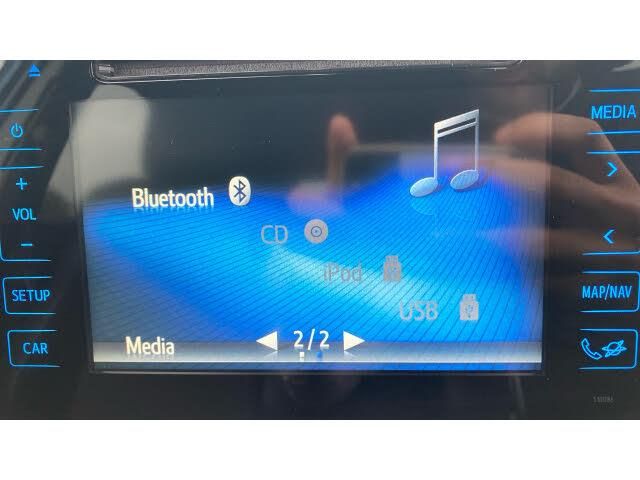 MEDIA
Bluetooth
+
VOL
-
CD
iPod
SETUP
MAP/NAV
USB
CAR
Media
2/2